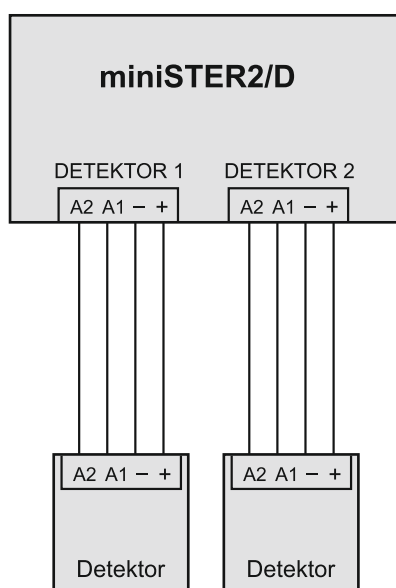 miniSTER2/D
DETEKTOR 1 DETEKTOR 2
A2 A1 − + A2 A1 − +
A2 A1 − + A2 A1 − +
Detektor Detektor